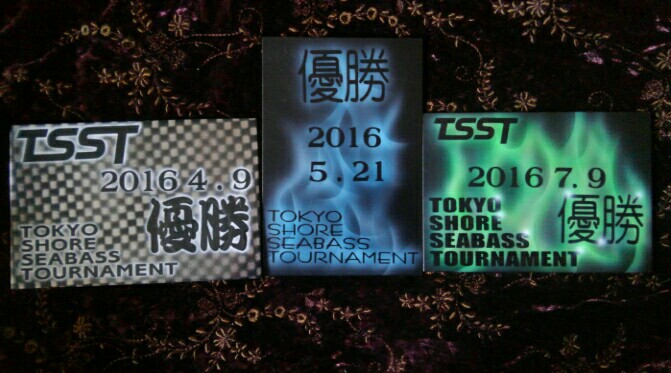 TSST
2016 4.9
優勝
TOKYO
SHORE
SEABASS
TOURNAMENT
優勝
2016
5.21
TOKYO
SHORE
SEABASS
TOURNAMENT
TSST
2016 7.9
優勝
TOKYO
SHORE
SEABASS
TOURNAMENT